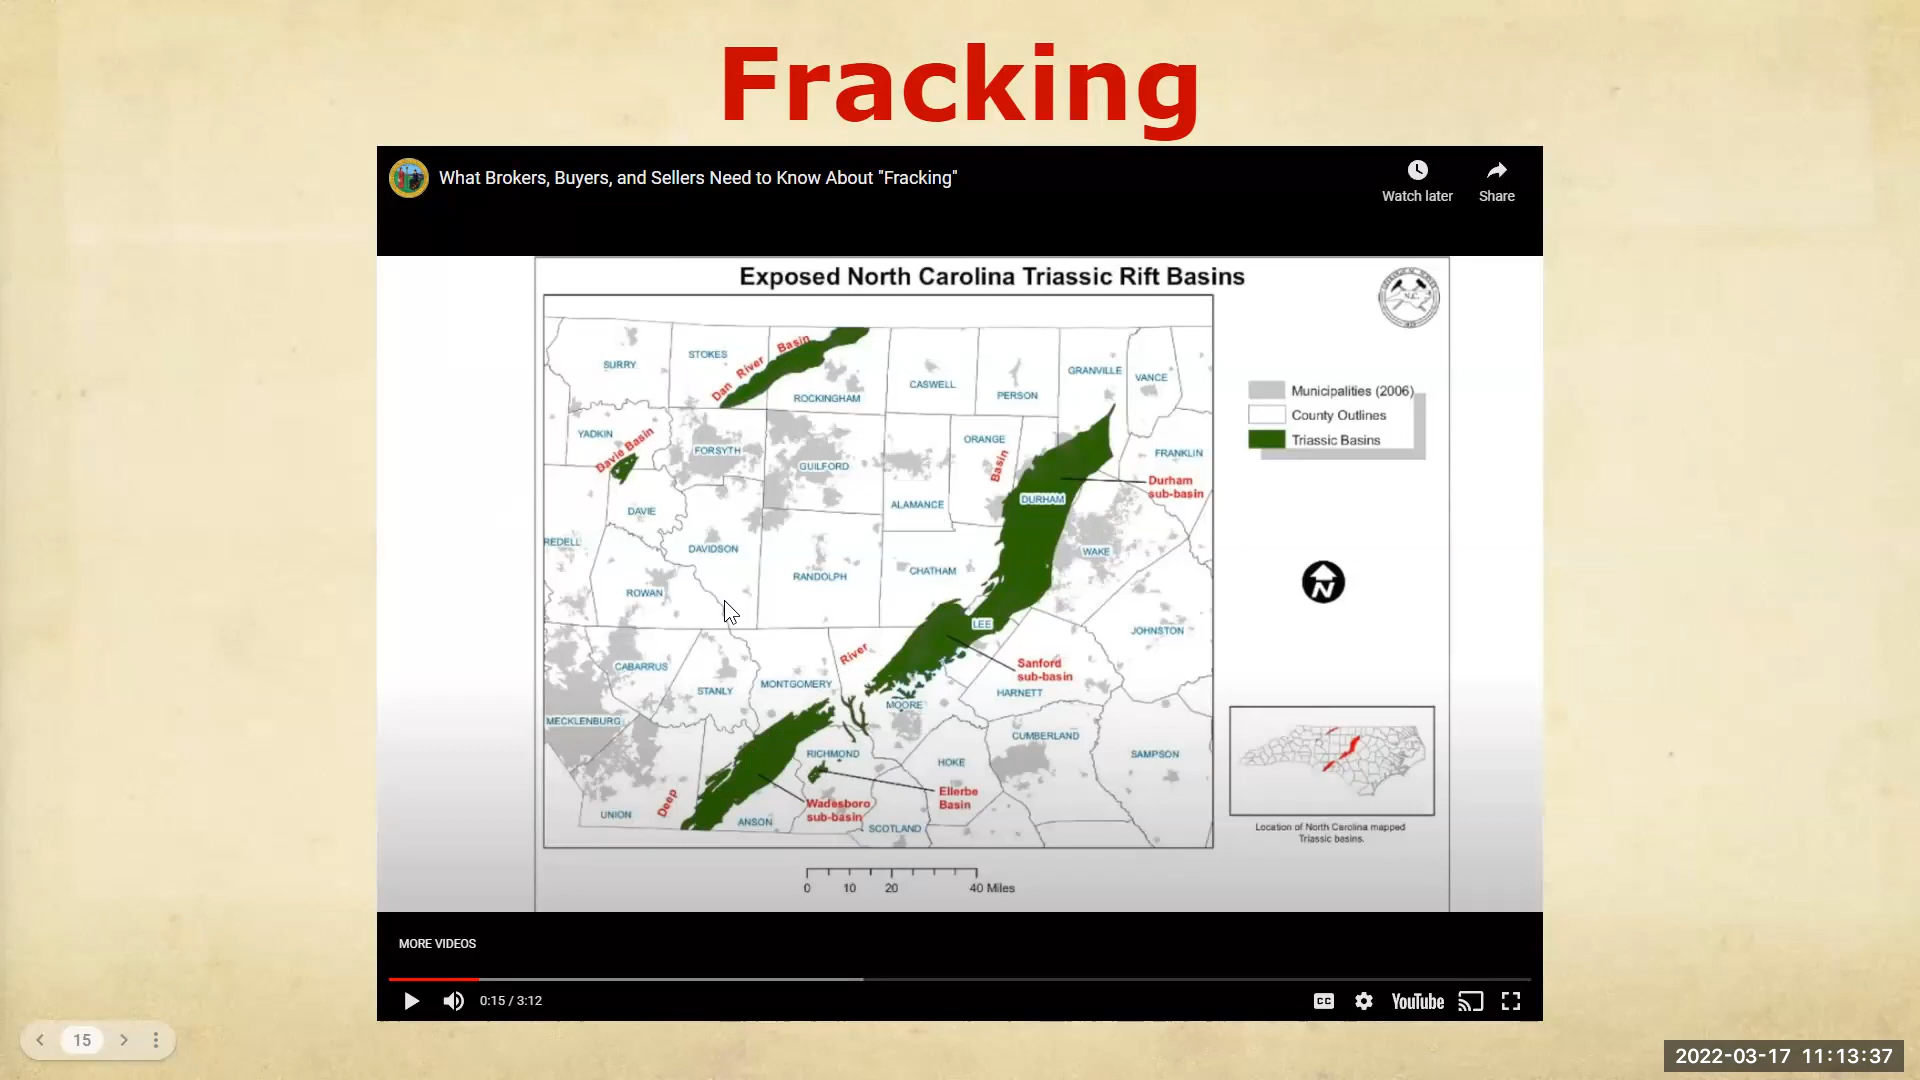 Fracking
What Brokers, Buyers, and Sellers Need to Know About "Fracking"
Watch later
Share
Exposed North Carolina Triassic Rift Basins
SURRY
STOKES
Dan River Basin
ROCKINGHAM
CASWELL
PERSON
GRANVILLE
VANCE
YADKIN
Davie Basin
FORSYTH
GUILFORD
ORANGE
Basin
FRANKLIN
Durham
sub-basin
DURHAM
ALAMANCE
DAVIE
REDELL
DAVIDSON
WAKE
RANDOLPH
CHATHAM
ROWAN
LEE
JOHNSTON
River
Sanford
sub-basin
CABARRUS
MONTGOMERY
STANLY
HARNETT
MOORE
MECKLENBURG
CUMBERLAND
RICHMOND
HOKE
SAMPSON
Ellerbe
Basin
Deep
Wadesboro
sub-basin
UNION
ANSON
SCOTLAND
Municipalities (2006)
County Outlines
Triassic Basins
N
Location of North Carolina mapped
Triassic basins.
0 10 20 40 Miles
MORE VIDEOS
0:15 / 3:12
CC
YouTube
15
2022-03-17 11:13:37